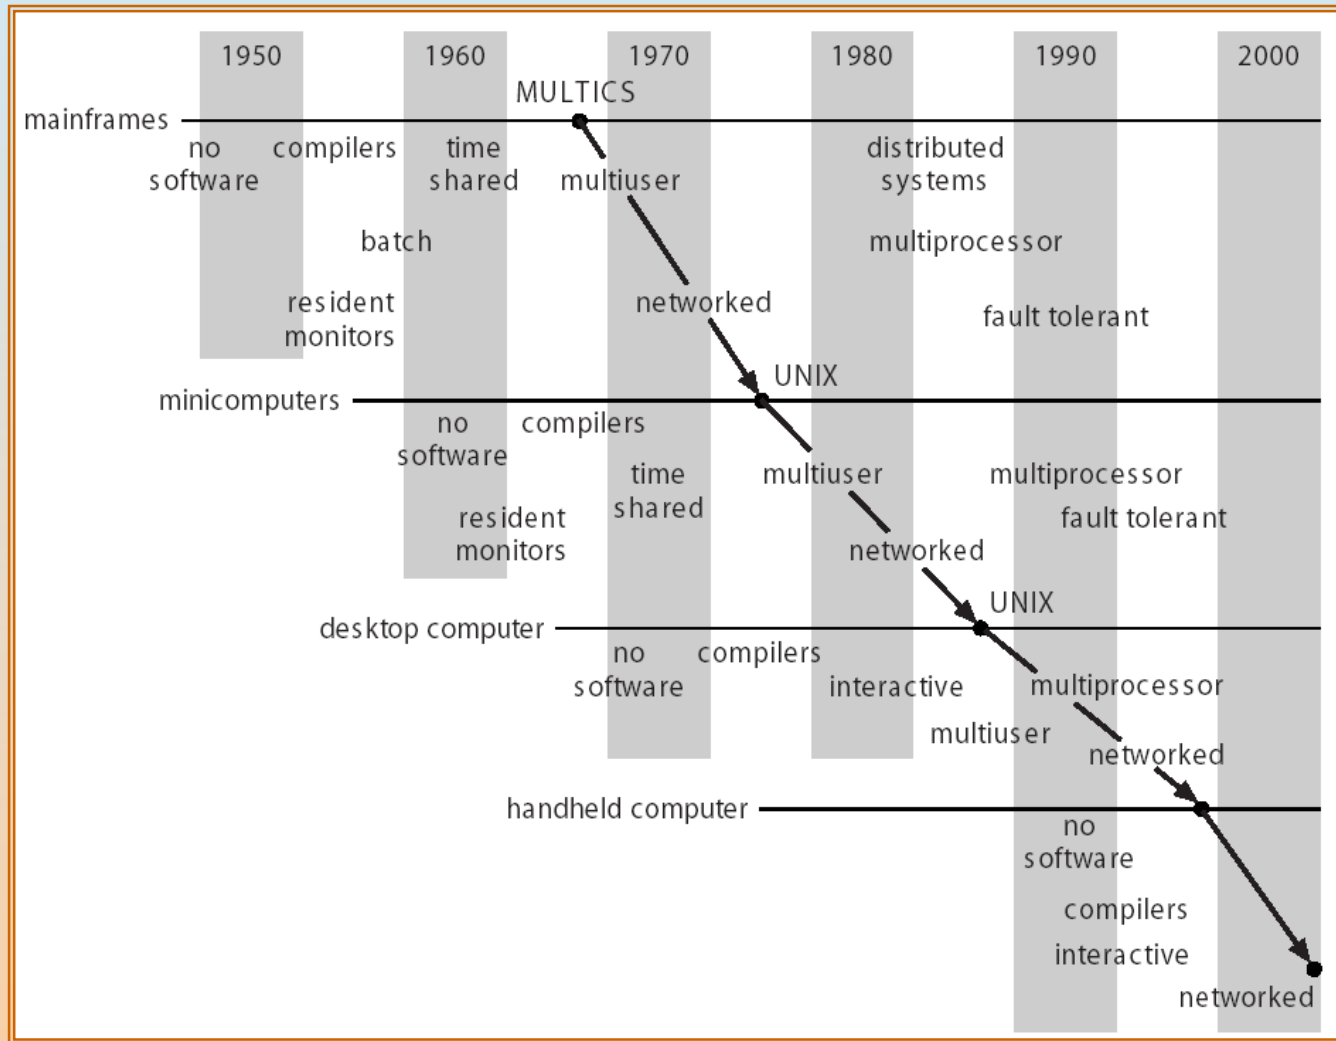 1950 1960 1970 1980 1990 2000
MULTICS
mainframes
no compilers time distributed
software shared multiuser systems
batch multiprocessor
resident networked fault tolerant
monitors
UNIX
minicomputers
no compilers
software time multiuser multiprocessor
shared
resident fault tolerant
monitors networked
UNIX
desktop computer
no compilers
software interactive multiprocessor
multiuser
networked
handheld computer
no
software
compilers
interactive
networked